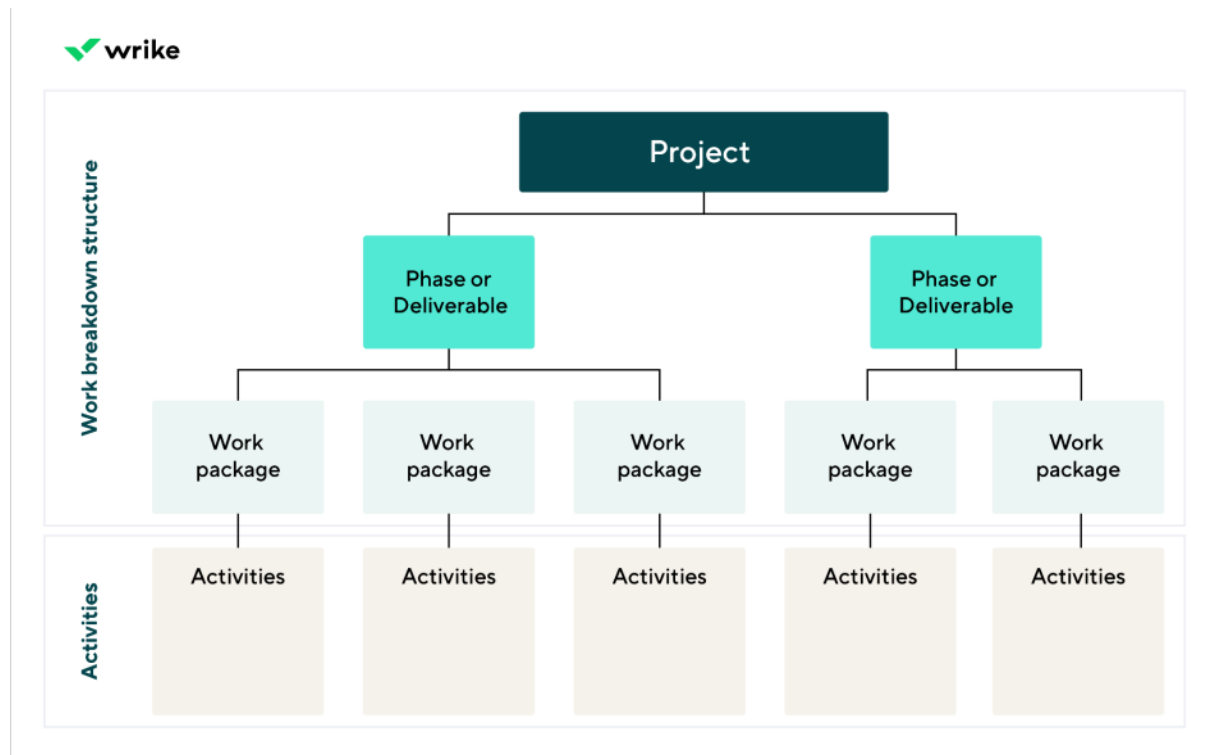 wrike
Work breakdown structure
Project
Phase or
Deliverable
Phase or
Deliverable
Work
package
Work
package
Work
package
Work
package
Work
package
Activities
Activities
Activities
Activities
Activities
Activities